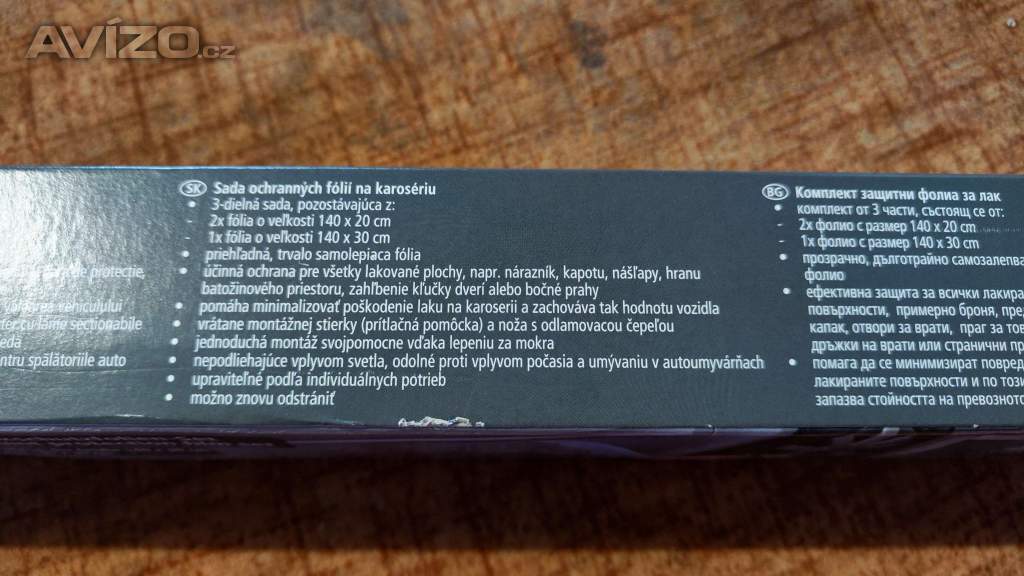 AVÍZO.cz
protectie,
vehiculului
cu lame sectionabile
spălătoriile auto
SK Sada ochranných fólií na karosériu
• 3-dielna sada, pozostávajúca z:
- 2x fólia o veľkosti 140 x 20 cm
- 1x fólia o veľkosti 140 x 30 cm
• priehľadná, trvalo samolepiaca fólia
• účinná ochrana pre všetky lakované plochy, napr. nárazník, kapotu, nášľapy, hranu
batožinového priestoru, zahĺbenie kľučky dverí alebo bočné prahy
• pomáha minimalizovať poškodenie laku na karoserii a zachováva tak hodnotu vozidla
• vrátane montážnej stierky (prítlačná pomôcka) a noža s odlamovacou čepeľou
• jednoduchá montáž svojpomocne vďaka lepeniu za mokra
• nepodliehajúce vplyvom svetla, odolné proti vplyvom počasia a umývaniu v autoumyvárňach
• upraviteľné podľa individuálnych potrieb
• možno znovu odstrániť
BG Комплект защитни фолиа за лак
• комплект от 3 части, състоящ се от:
- 2x фолио с размер 140 x 20 cm
- 1x фолио с размер 140 x 30 cm
• прозрачно, дълготрайно самозалепва
фолио
• ефективна защита за всички лакира
повърхности, примерно броня, пред
капак, отвори за врати, праг за тов
дръжки на врати или странични пр
• помага да се минимизират повред
лакираните повърхности и по този
запазва стойността на превозното